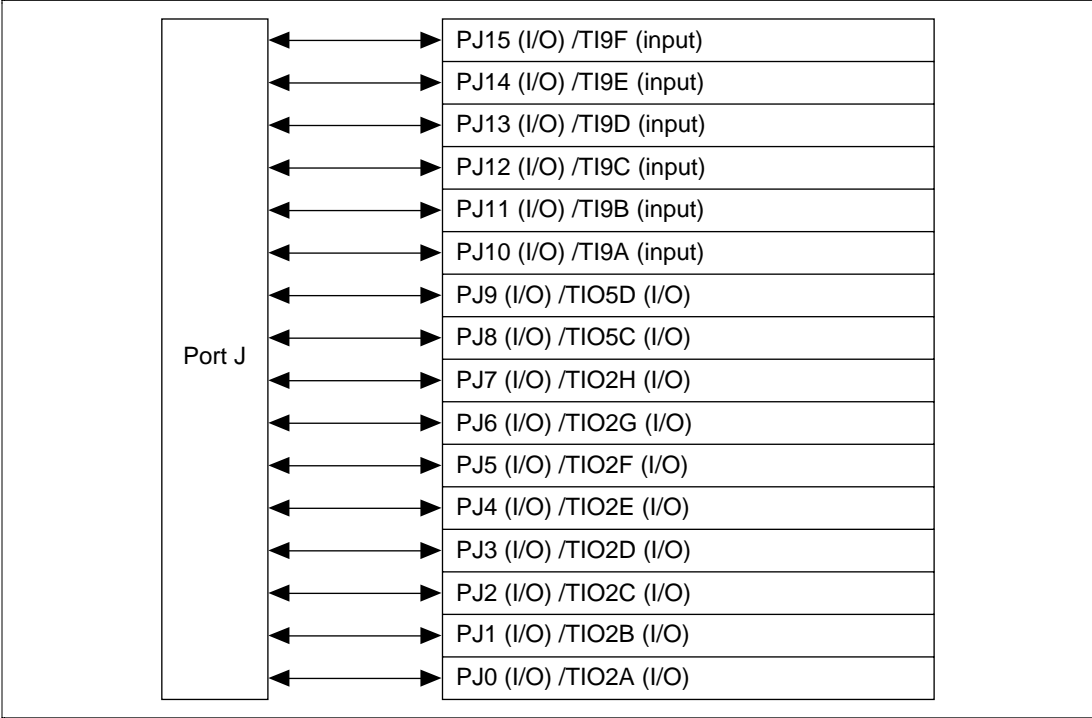 PJ15 (I/O) /TI9F (input)
PJ14 (I/O) /TI9E (input)
PJ13 (I/O) /TI9D (input)
PJ12 (I/O) /TI9C (input)
PJ11 (I/O) /TI9B (input)
PJ10 (I/O) /TI9A (input)
PJ9 (I/O) /TIO5D (I/O)
PJ8 (I/O) /TIO5C (I/O)
Port J
PJ7 (I/O) /TIO2H (I/O)
PJ6 (I/O) /TIO2G (I/O)
PJ5 (I/O) /TIO2F (I/O)
PJ4 (I/O) /TIO2E (I/O)
PJ3 (I/O) /TIO2D (I/O)
PJ2 (I/O) /TIO2C (I/O)
PJ1 (I/O) /TIO2B (I/O)
PJ0 (I/O) /TIO2A (I/O)